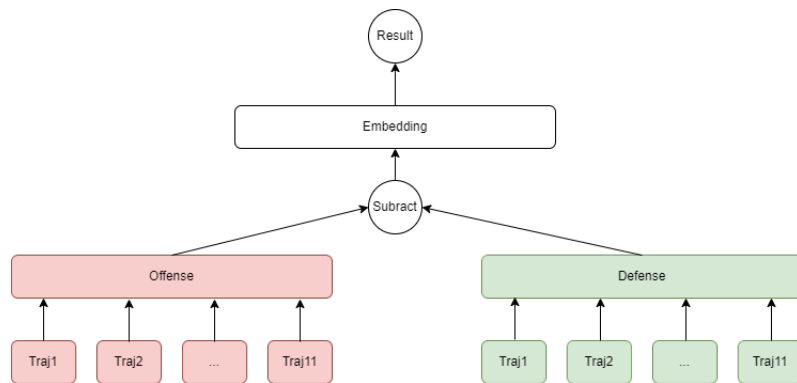 Result
Embedding
Subract
Offense
Defense
Traj1
Traj2
...
Traj11
Traj1
Traj2
...
Traj11